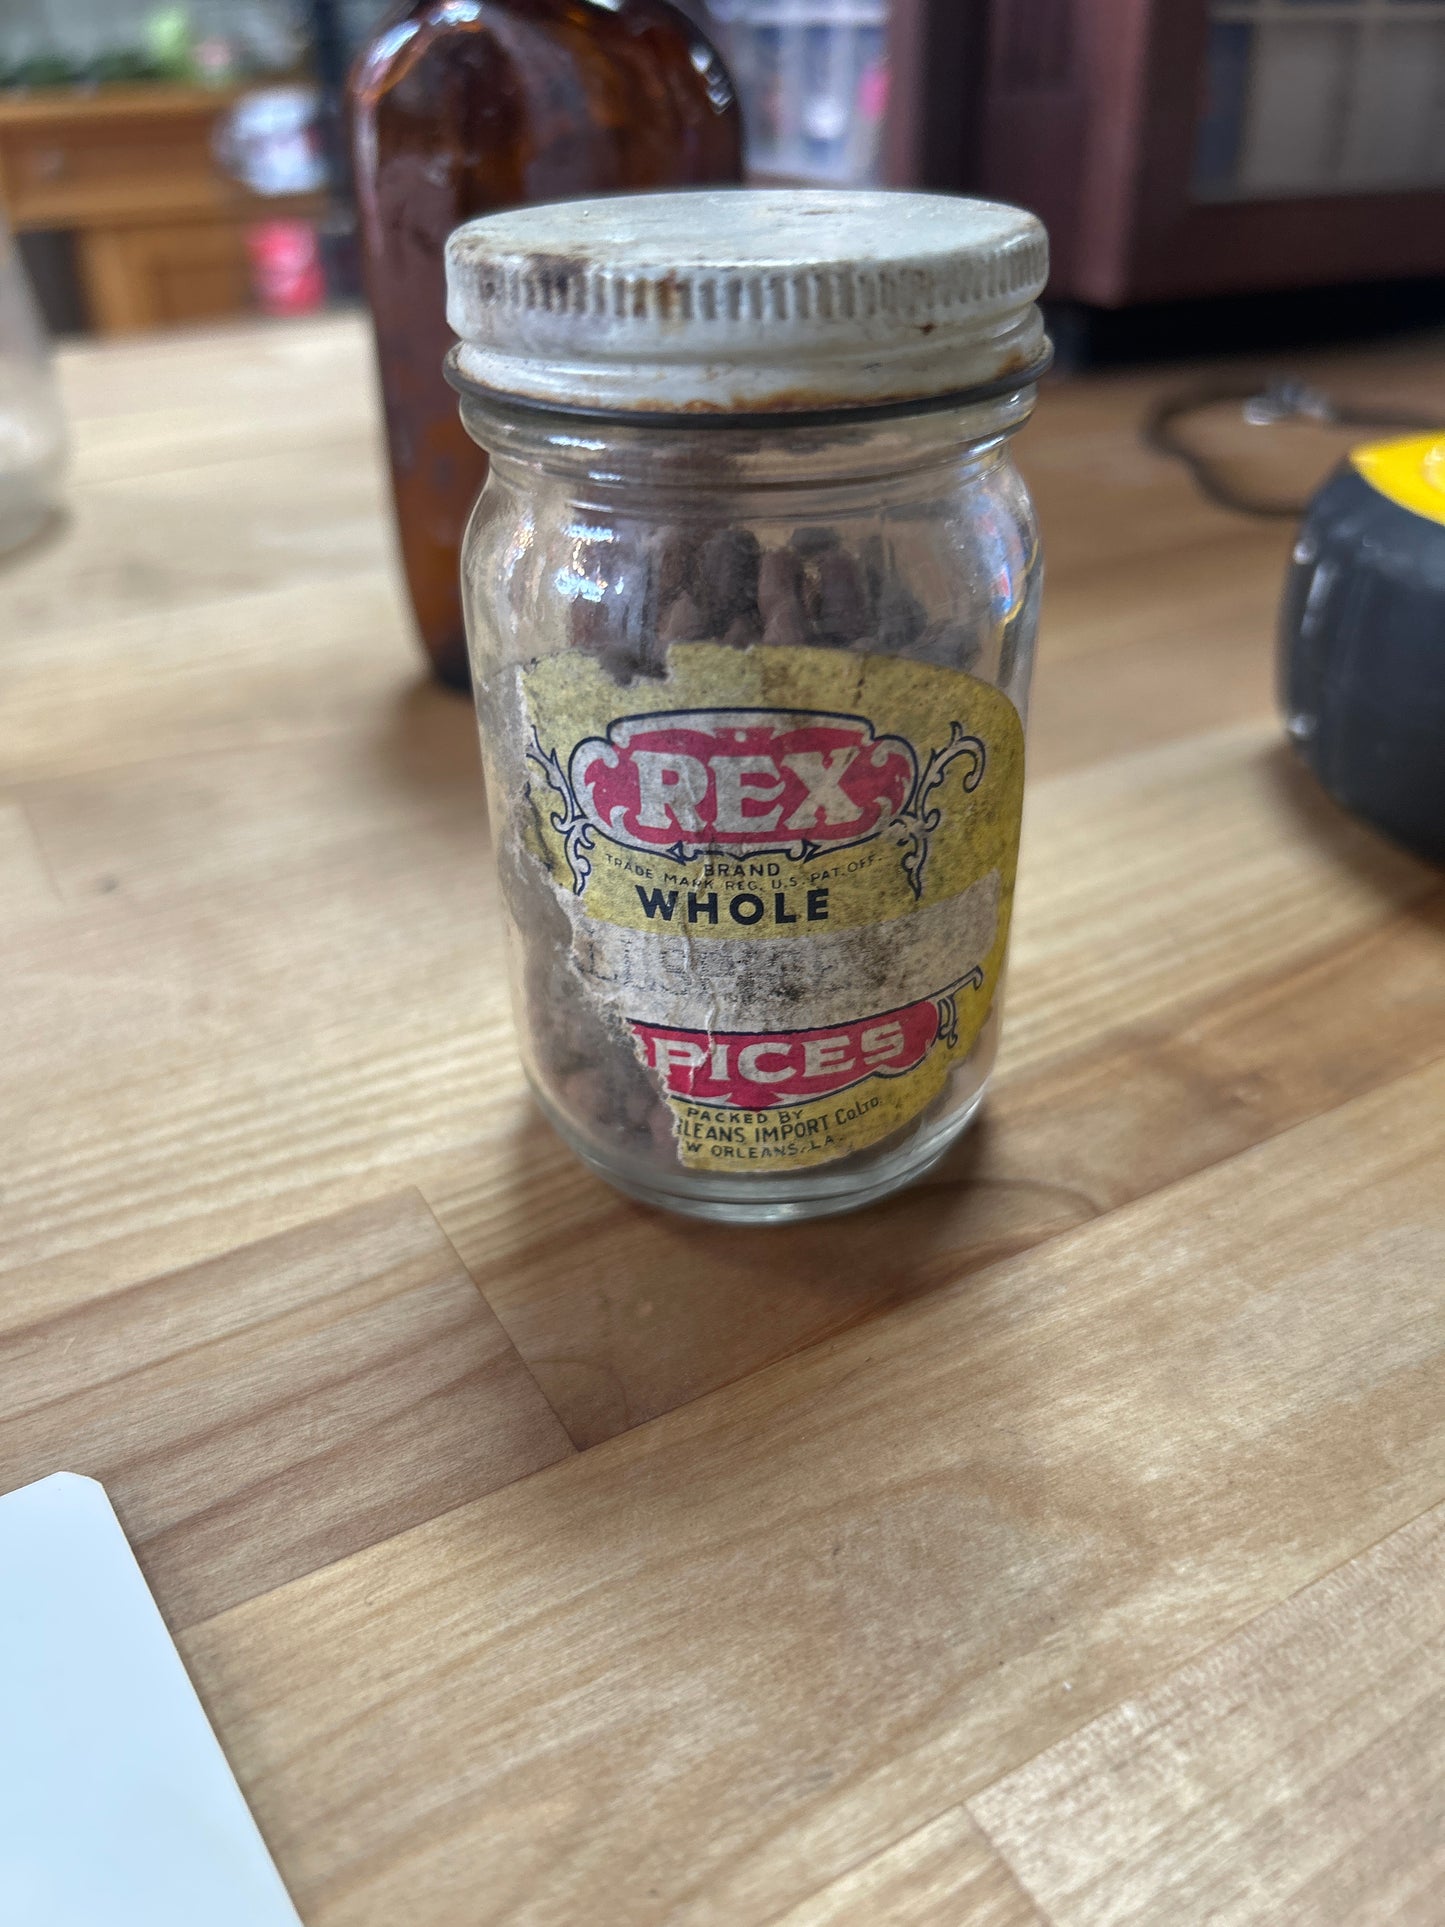 REX
BRAND
TRADE MARK REG. U.S. PAT. OFF.
WHOLE
PICES
PACKED BY
LEANS IMPORT Co. LTD.
W ORLEANS, LA.